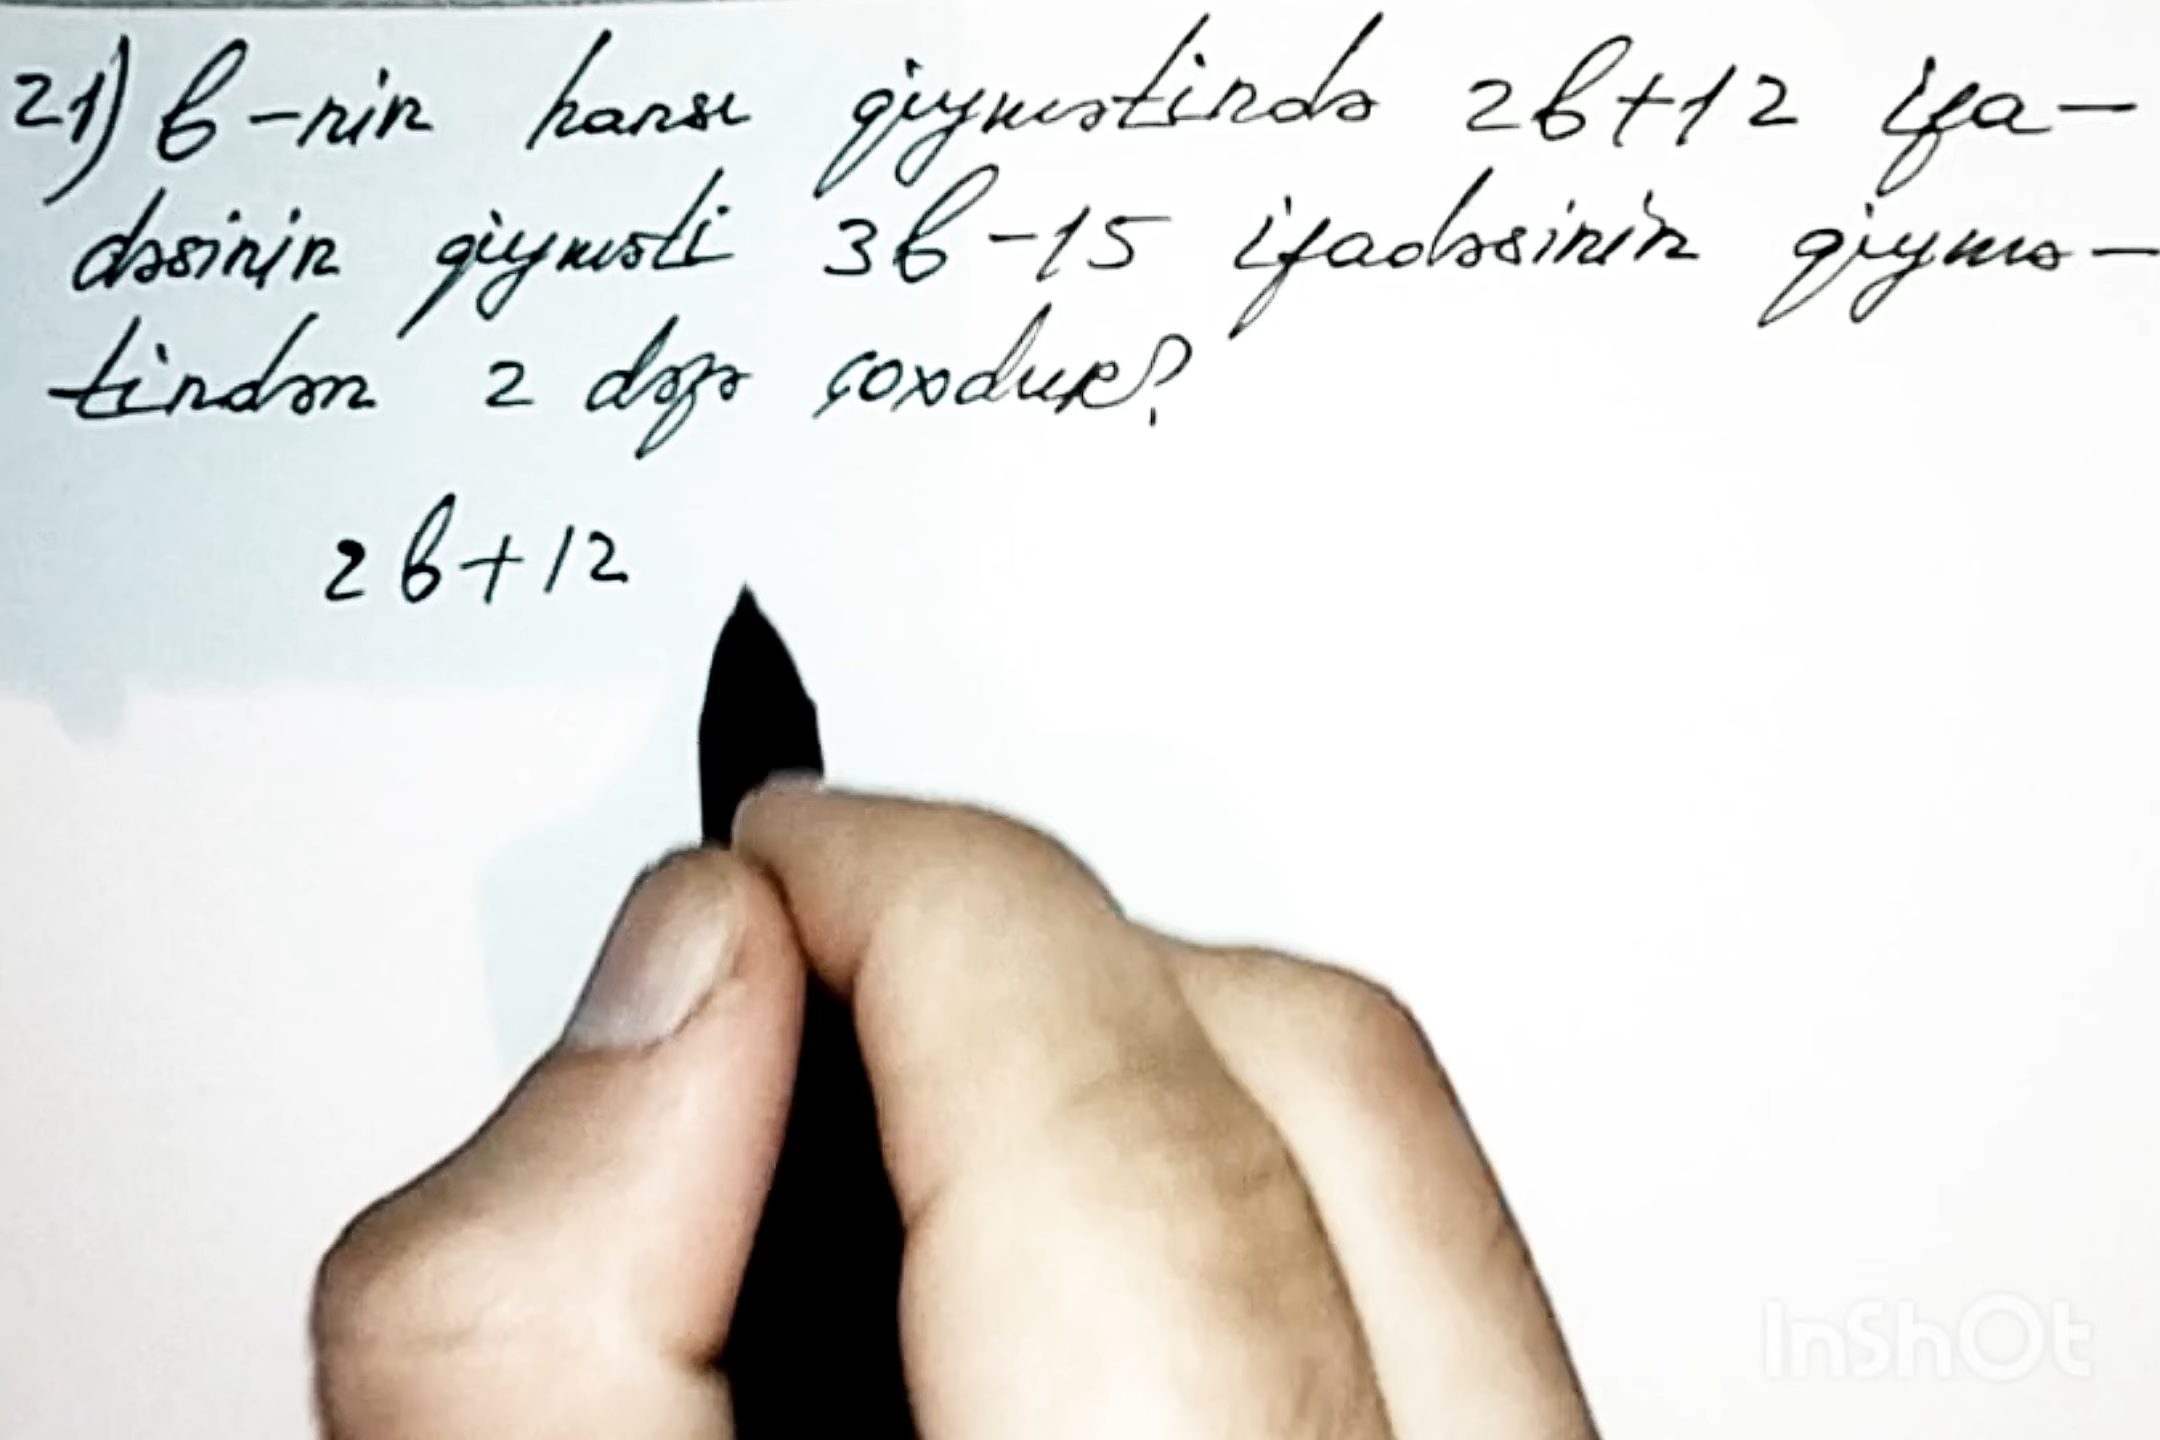 21) b-nin hansı qiymətində 2b+12 ifa-
dəsinin qiyməti 3b-15 ifadəsinin qiymə-
tindən 2 dəfə çoxdur?
2b+12
InShOt